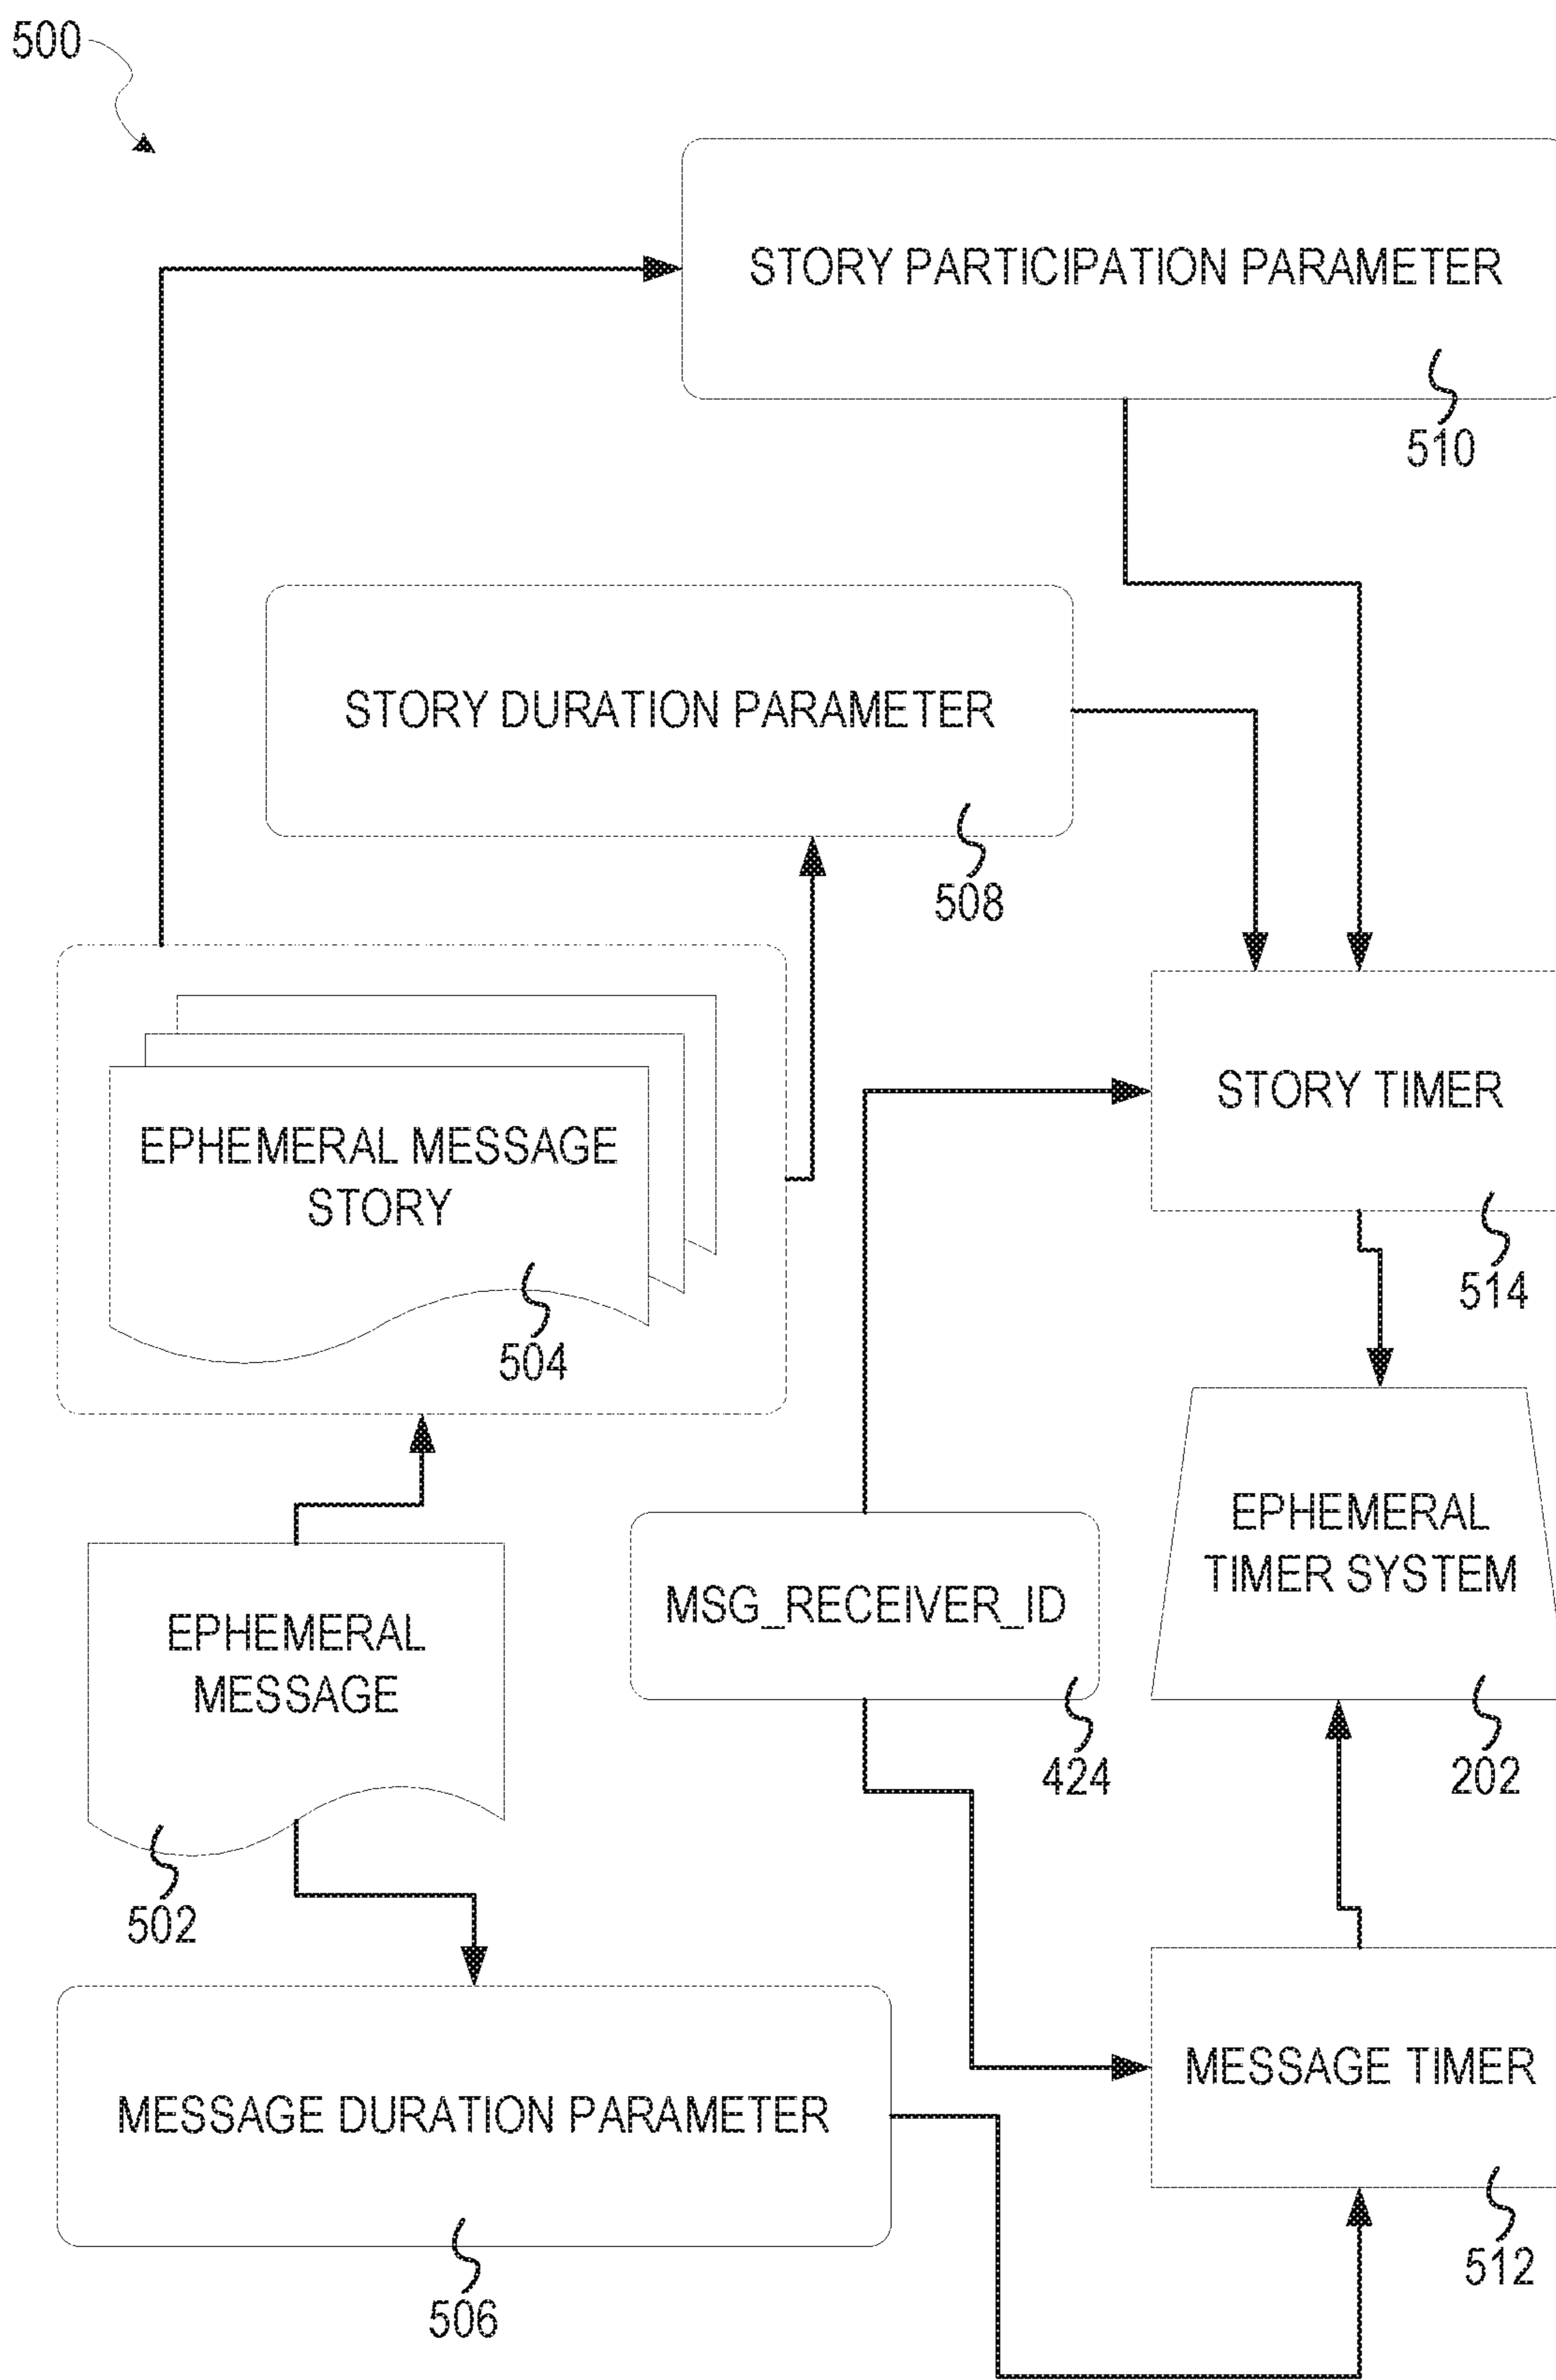 500
STORY PARTICIPATION PARAMETER
510
STORY DURATION PARAMETER
508
EPHEMERAL MESSAGE
STORY
504
STORY TIMER
514
EPHEMERAL
TIMER SYSTEM
202
MSG_RECEIVER_ID
424
EPHEMERAL
MESSAGE
502
MESSAGE TIMER
512
MESSAGE DURATION PARAMETER
506